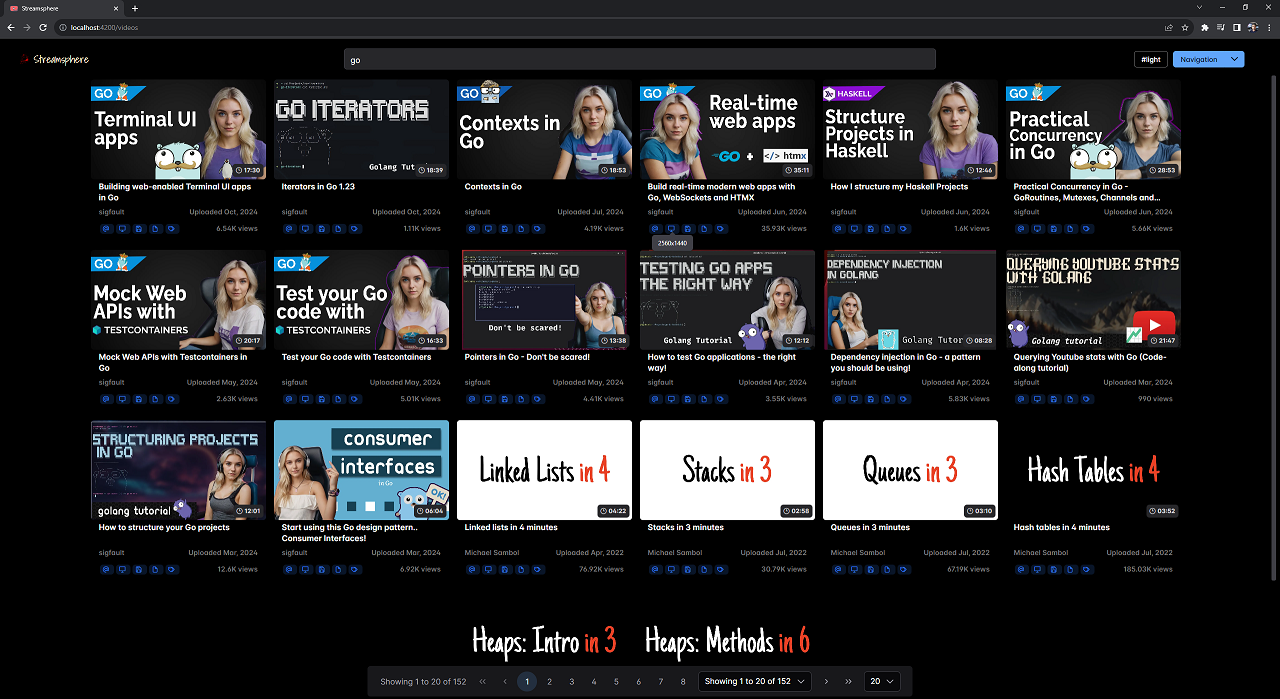 Streamsphere
localhost:4200/videos
Streamsphere
go
#light
Navigation
GO
Terminal UI
apps
17:30
Building web-enabled Terminal UI apps
in Go
sigfault
Uploaded Oct, 2024
6.54K views
GO ITERATORS
Golang Tut
18:39
Iterators in Go 1.23
sigfault
Uploaded Oct, 2024
1.11K views
GO
Contexts in
Go
18:53
Contexts in Go
sigfault
Uploaded Jul, 2024
4.19K views
GO
Real-time
web apps
GO + </> htmx
35:11
Build real-time modern web apps with
Go, WebSockets and HTMX
sigfault
Uploaded Jun, 2024
35.93K views
2560x1440
HASKELL
Structure
Projects in
Haskell
12:46
How I structure my Haskell Projects
sigfault
Uploaded Jun, 2024
1.6K views
GO
Practical
Concurrency
in Go
28:53
Practical Concurrency in Go -
GoRoutines, Mutexes, Channels and...
sigfault
Uploaded Jun, 2024
5.66K views
GO
Mock Web
APIs with
TESTCONTAINERS
20:17
Mock Web APIs with Testcontainers in
Go
sigfault
Uploaded May, 2024
2.63K views
GO
Test your Go
code with
TESTCONTAINERS
16:33
Test your Go code with Testcontainers
sigfault
Uploaded May, 2024
5.01K views
POINTERS IN GO
Don't be scared!
13:38
Pointers in Go - Don't be scared!
sigfault
Uploaded May, 2024
4.41K views
TESTING GO APPS
THE RIGHT WAY
Golang Tutorial
12:12
How to test Go applications - the right
way!
sigfault
Uploaded Apr, 2024
3.55K views
DEPENDENCY INJECTION
IN GOLANG
Golang Tutor
08:28
Dependency injection in Go - a pattern
you should be using!
sigfault
Uploaded Apr, 2024
5.83K views
QUERYING YOUTUBE STATS
WITH GOLANG
Golang tutorial
21:47
Querying Youtube stats with Go (Code-
along tutorial)
sigfault
Uploaded Mar, 2024
990 views
STRUCTURING PROJECTS
IN GO
golang tutorial
12:01
How to structure your Go projects
sigfault
Uploaded Mar, 2024
12.6K views
consumer
interfaces
in Go
OK!
06:04
Start using this Go design pattern..
Consumer Interfaces!
sigfault
Uploaded Mar, 2024
6.92K views
Linked Lists in 4
04:22
Linked lists in 4 minutes
Michael Sambol
Uploaded Apr, 2022
76.92K views
Stacks in 3
02:58
Stacks in 3 minutes
Michael Sambol
Uploaded Jul, 2022
30.79K views
Queues in 3
03:10
Queues in 3 minutes
Michael Sambol
Uploaded Jul, 2022
67.19K views
Hash Tables in 4
03:52
Hash tables in 4 minutes
Michael Sambol
Uploaded Jul, 2022
185.03K views
Heaps: Intro in 3
Heaps: Methods in 6
Showing 1 to 20 of 152
1 2 3 4 5 6 7 8
Showing 1 to 20 of 152
20